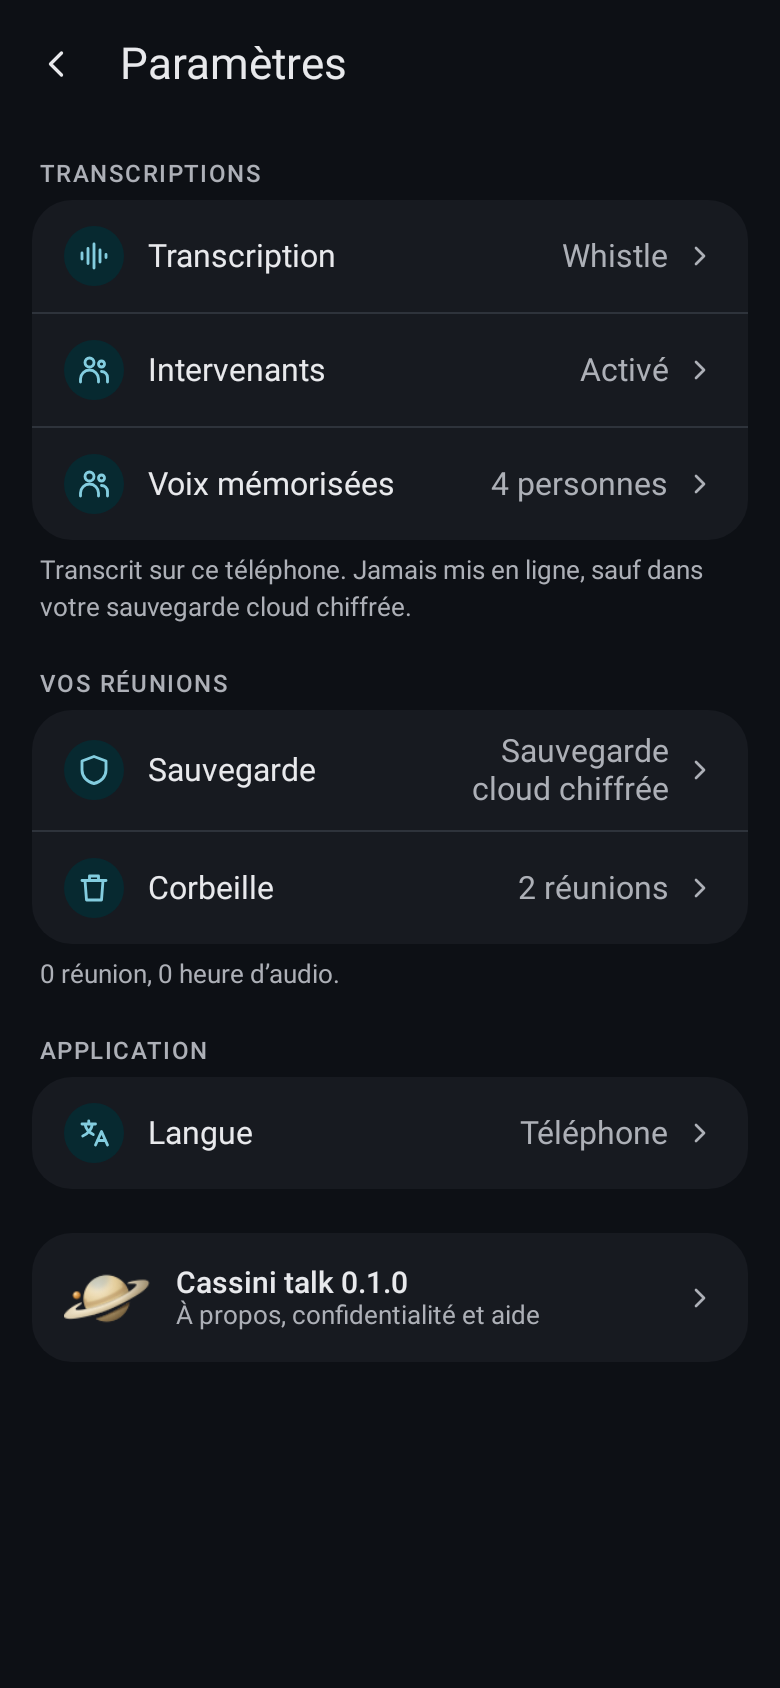 Paramètres
TRANSCRIPTIONS
Transcription
Whistle
Intervenants
Activé
Voix mémorisées
4 personnes
Transcrit sur ce téléphone. Jamais mis en ligne, sauf dans
votre sauvegarde cloud chiffrée.
VOS RÉUNIONS
Sauvegarde
Sauvegarde
cloud chiffrée
Corbeille
2 réunions
0 réunion, 0 heure d’audio.
APPLICATION
Langue
Téléphone
Cassini talk 0.1.0
À propos, confidentialité et aide